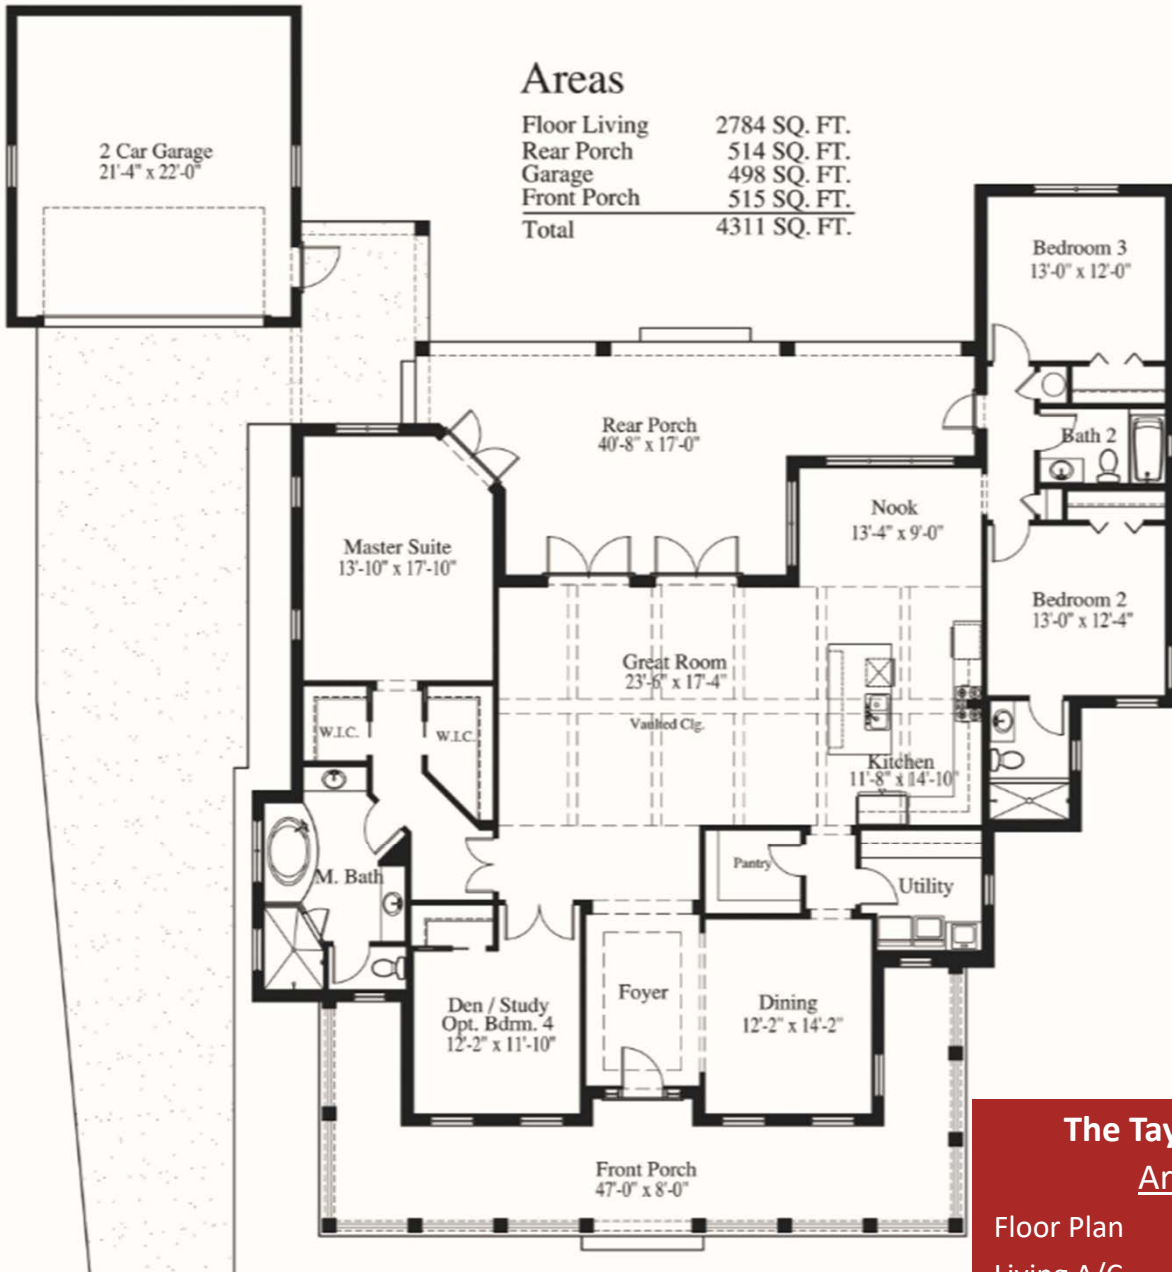 Areas
Floor Living 2784 SQ. FT.
Rear Porch 514 SQ. FT.
Garage 498 SQ. FT.
Front Porch 515 SQ. FT.
Total 4311 SQ. FT.
2 Car Garage
21'-4" x 22'-0"
Bedroom 3
13'-0" x 12'-0"
Rear Porch
40'-8" x 17'-0"
Bath 2
Nook
13'-4" x 9'-0"
Master Suite
13'-10" x 17'-10"
Bedroom 2
13'-0" x 12'-4"
Great Room
23'-6" x 17'-4"
Vaulted Clg.
W.I.C.
W.I.C.
Kitchen
11'-8" x 14'-10"
M. Bath
Pantry
Utility
Den / Study
Opt. Bdrm. 4
12'-2" x 11'-10"
Foyer
Dining
12'-2" x 14'-2"
Front Porch
47'-0" x 8'-0"
The Tay
Ar
Floor Plan
Living A/C